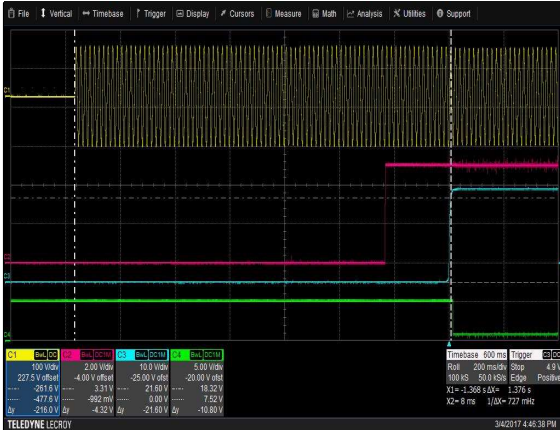 File Vertical Timebase Trigger Display Cursors Measure Math Analysis Utilities Support
C2
C3
C3
C4
C1 BwL DC C2 BwL DC1M C3 BwL DC1M C4 BwL DC1M Timebase 600 ms Trigger C3 DC
100 V/div 2.00 V/div 10.0 V/div 5.00 V/div Roll 200 ms/div Stop 4.9 V
227.5 V offset -4.00 V offset -25.00 V ofst -20.00 V ofst 100 kS 50.0 kS/s Edge Positive
-261.6 V 3.31 V 21.60 V 18.32 V X1= -1.368 s ΔX= 1.376 s
-477.6 V -992 mV 0.00 V 7.52 V X2= 8 ms 1/ΔX= 727 mHz
Δy -216.0 V Δy -4.32 V Δy -21.60 V Δy -10.80 V
TELEDYNE LECROY 3/4/2017 4:46:38 PM